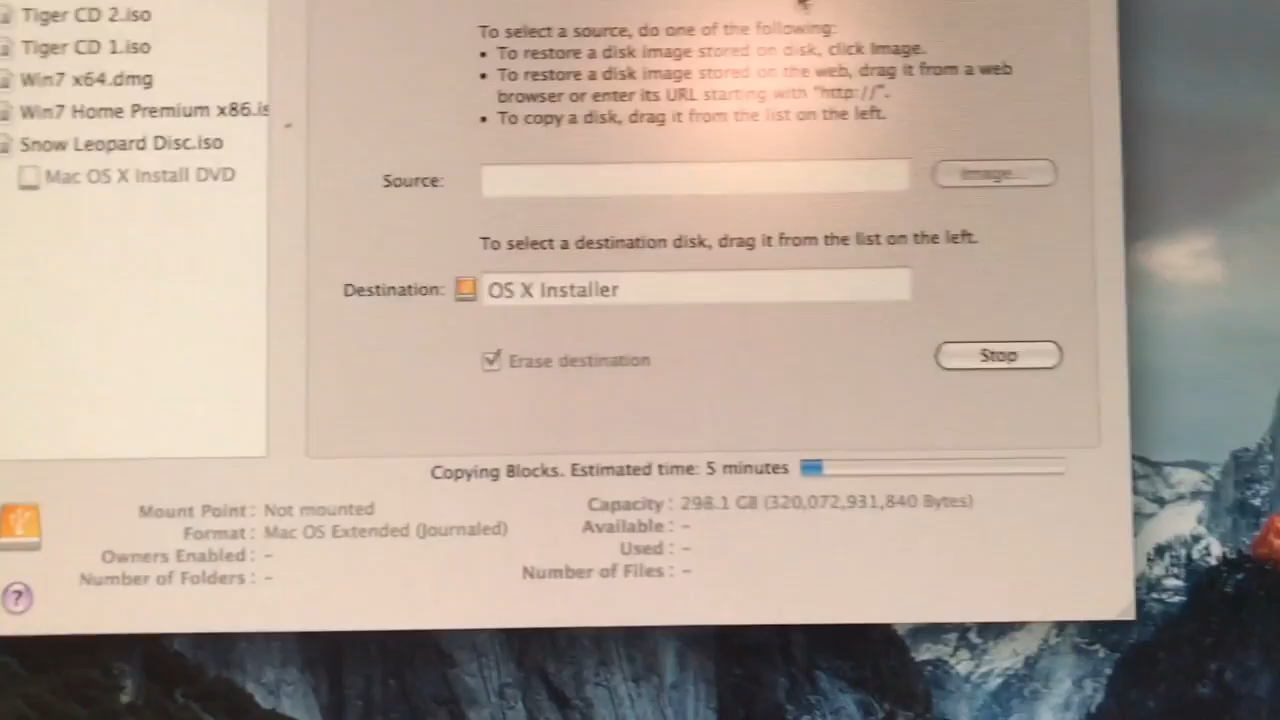 Tiger CD 2.iso
Tiger CD 1.iso
Win7 x64.dmg
Win7 Home Premium x86.is
Snow Leopard Disc.iso
Mac OS X Install DVD
To select a source, do one of the following:
• To restore a disk image stored on disk, click Image.
• To restore a disk image stored on the web, drag it from a web
browser or enter its URL starting with "http://".
• To copy a disk, drag it from the list on the left.
Source:
Image...
To select a destination disk, drag it from the list on the left.
Destination: OS X Installer
Erase destination
Stop
Copying Blocks. Estimated time: 5 minutes
Mount Point : Not mounted
Format : Mac OS Extended (Journaled)
Owners Enabled : -
Number of Folders : -
Capacity : 298.1 GB (320,072,931,840 Bytes)
Available : -
Used : -
Number of Files : -
?